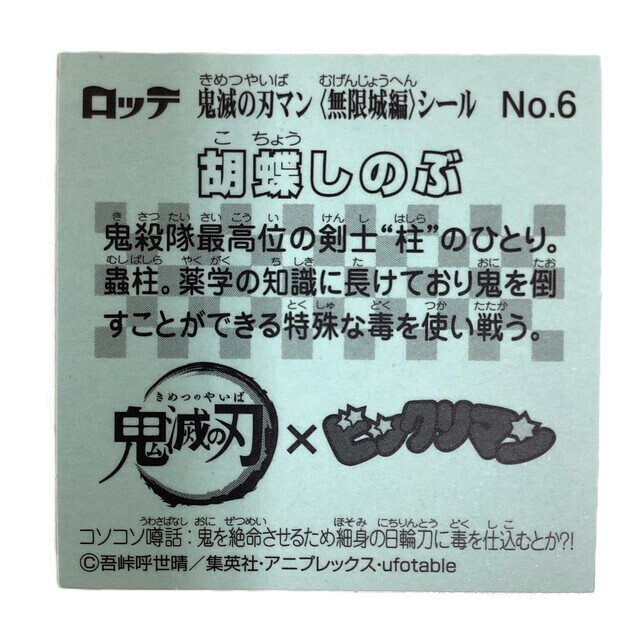 きめつやいば むげんじょうへん
ロッテ 鬼滅の刃マン〈無限城編〉シール No.6
こ ちょう
胡蝶しのぶ
き さつ たい さい こう い けん し はしら
鬼殺隊最高位の剣士“柱”のひとり。
むしばしら やく がく ち しき た おに たお
蟲柱。薬学の知識に長けており鬼を倒
とく しゅ どく つか たたか
すことができる特殊な毒を使い戦う。
きめつのやいば
鬼滅の刃 × ビックリマン
うわさばなし おに ぜつめい ほそみ にちりんとう どく しこ
コソコソ噂話：鬼を絶命させるため細身の日輪刀に毒を仕込むとか?!
©吾峠呼世晴／集英社・アニプレックス・ufotable